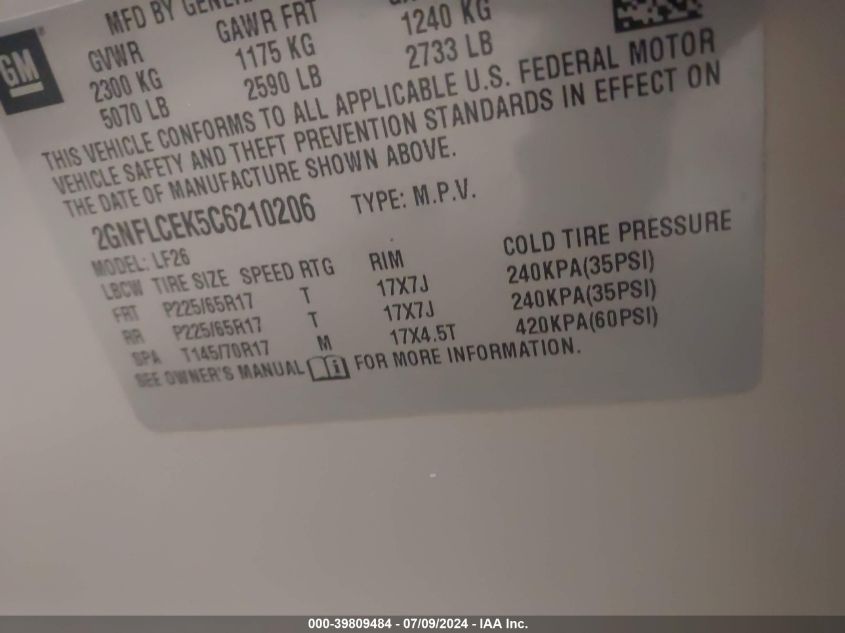 GM
MFD BY
GVWR GAWR FRT
2300 KG 1175 KG 1240 KG
5070 LB 2590 LB 2733 LB
THIS VEHICLE CONFORMS TO ALL APPLICABLE U.S. FEDERAL MOTOR
VEHICLE SAFETY AND THEFT PREVENTION STANDARDS IN EFFECT ON
THE DATE OF MANUFACTURE SHOWN ABOVE.
2GNFLCEK5C6210206 TYPE: M.P.V.
MODEL: LF26
LBCW TIRE SIZE SPEED RTG RIM COLD TIRE PRESSURE
FRT P225/65R17 T 17X7J 240KPA(35PSI)
RR P225/65R17 T 17X7J 240KPA(35PSI)
SPA T145/70R17 M 17X4.5T 420KPA(60PSI)
SEE OWNER'S MANUAL FOR MORE INFORMATION.
000-39809484 - 07/09/2024 - IAA Inc.